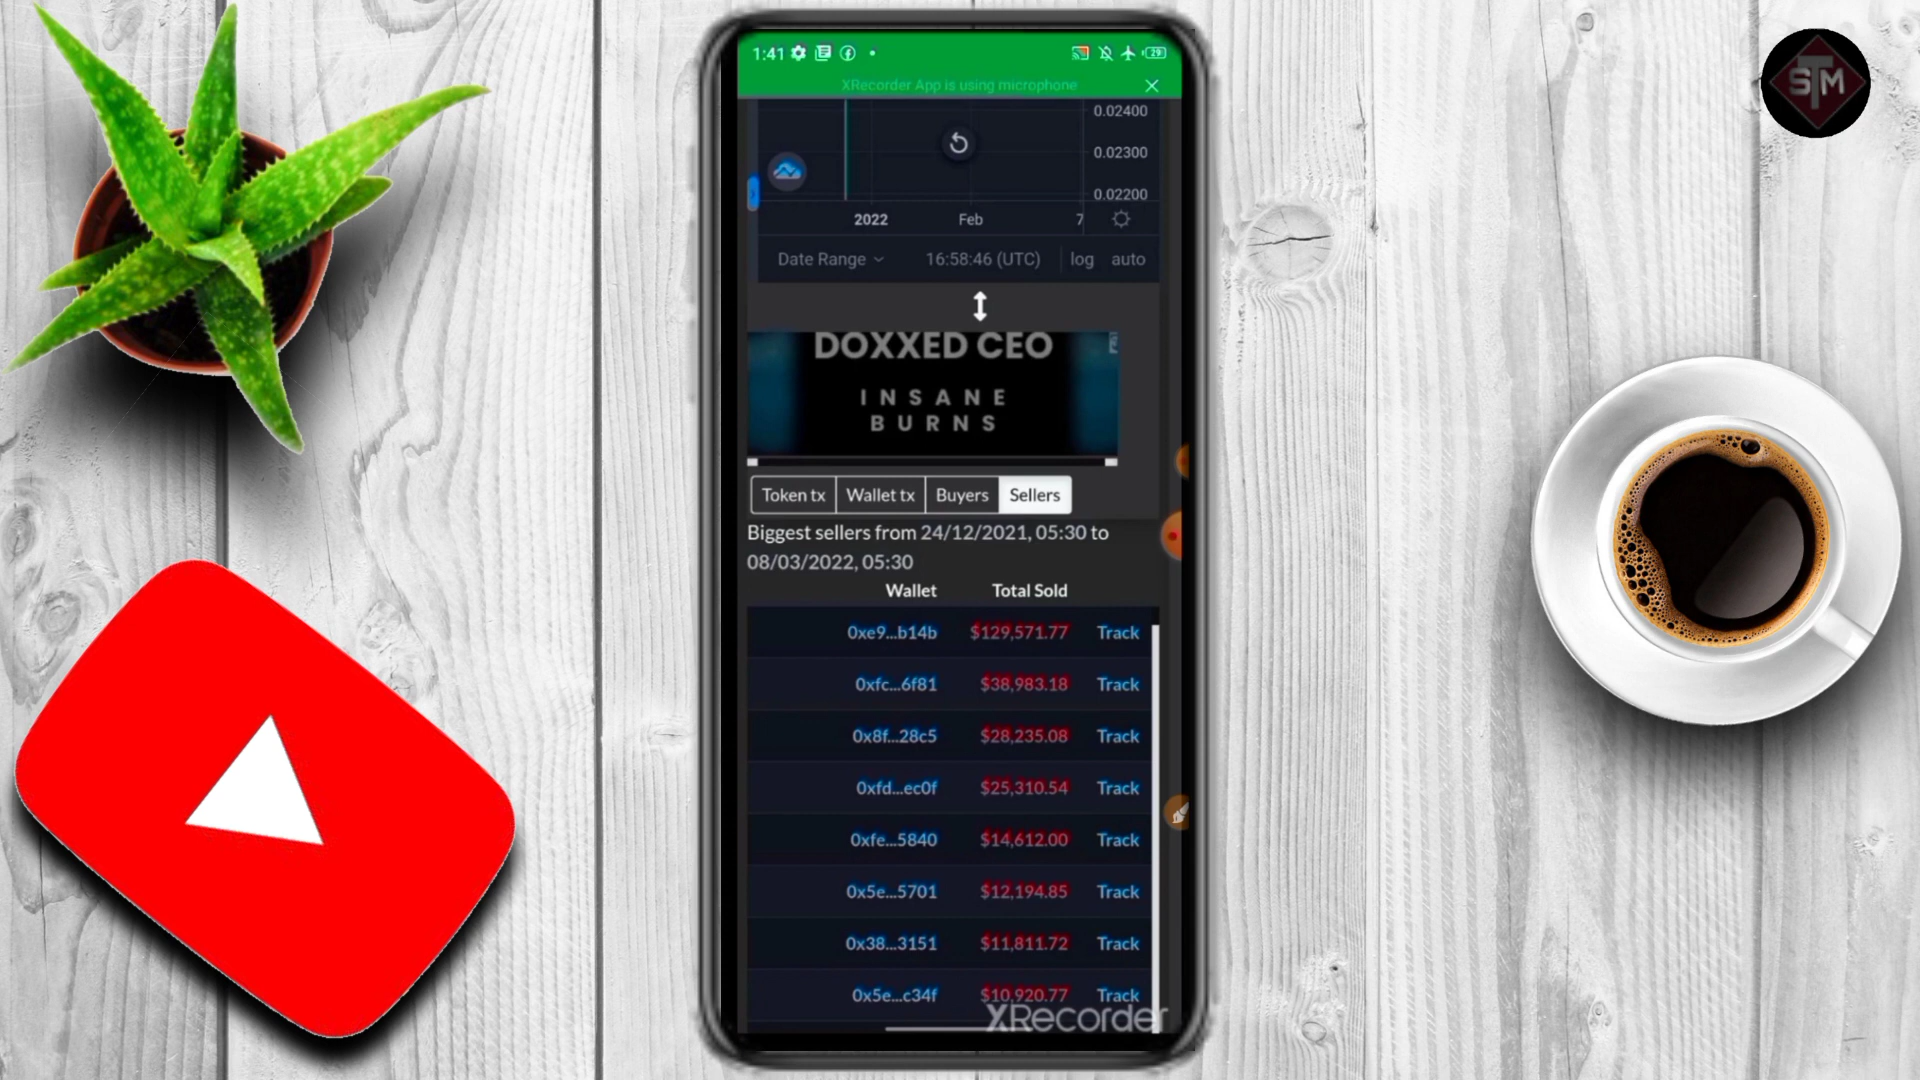 1:41
29
XRecorder App is using microphone
STM
0.02400
0.02300
0.02200
2022 Feb 7
Date Range 16:58:46 (UTC) log auto
DOXXED CEO
INSANE
BURNS
Token tx Wallet tx Buyers Sellers
Biggest sellers from 24/12/2021, 05:30 to
08/03/2022, 05:30
Wallet Total Sold
0xe9...b14b $129,571.77 Track
0xfc...6f81 $38,983.18 Track
0x8f...28c5 $28,235.08 Track
0xfd...ec0f $25,310.54 Track
0xfe...5840 $14,612.00 Track
0x5e...5701 $12,194.85 Track
0x38...3151 $11,811.72 Track
0x5e...c34f $10,920.77 Track
XRecorder